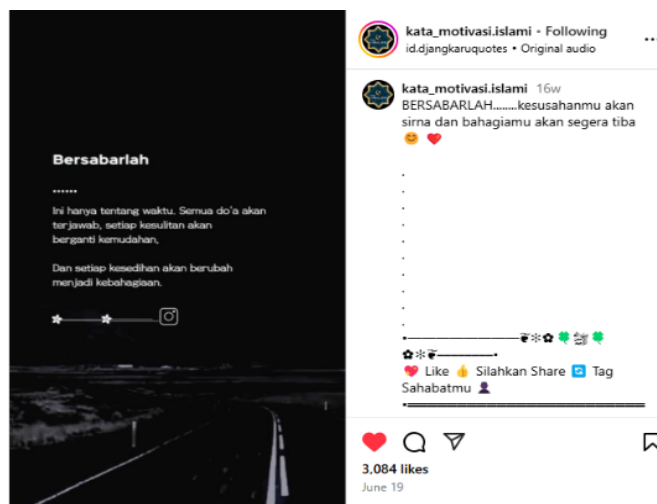 Bersabarlah
......
Ini hanya tentang waktu. Semua do'a akan
terjawab, setiap kesulitan akan
berganti kemudahan,
Dan setiap kesedihan akan berubah
menjadi kebahagiaan.
kata_motivasi.islami • Following
id.djangkaruquotes • Original audio
kata_motivasi.islami 16w
BERSABARLAH........kesusahanmu akan
sirna dan bahagiamu akan segera tiba
😊 ❤️
.
.
.
.
.
.
.
.
.
.
💖 Like 👍 Silahkan Share 🔄 Tag
Sahabatmu 👤
3,084 likes
June 19